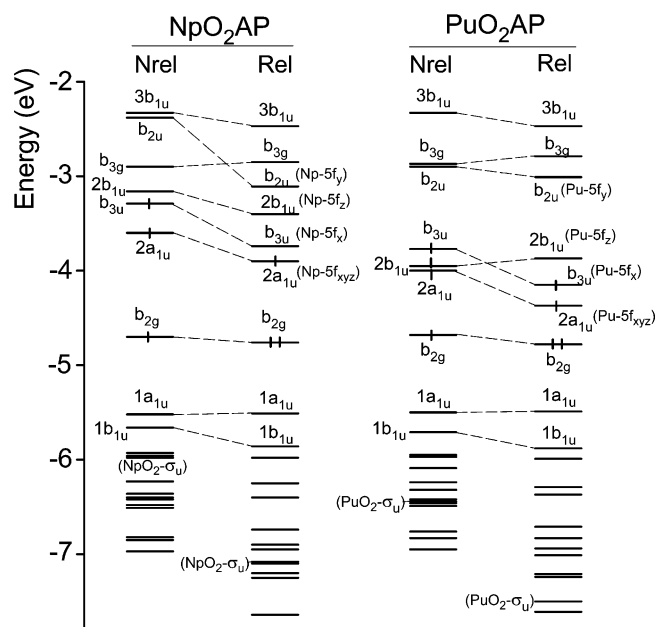 NpO₂AP PuO₂AP
Nrel Rel Nrel Rel
Energy (eV)
-2
-3
-4
-5
-6
-7
3b₁ᵤ
b₂ᵤ
b₃g
2b₁ᵤ
b₃ᵤ
2a₁ᵤ
b₂g
1a₁ᵤ
1b₁ᵤ
(NpO₂-σᵤ)
3b₁ᵤ
b₃g
b₂ᵤ(Np-5fy)
2b₁ᵤ(Np-5fz)
b₃ᵤ(Np-5fₓ)
2a₁ᵤ(Np-5fxyz)
b₂g
1a₁ᵤ
1b₁ᵤ
(NpO₂-σᵤ)
3b₁ᵤ
b₃g
b₂ᵤ
b₃ᵤ
2b₁ᵤ
2a₁ᵤ
b₂g
1a₁ᵤ
1b₁ᵤ
(PuO₂-σᵤ)
3b₁ᵤ
b₃g
b₂ᵤ(Pu-5fy)
2b₁ᵤ(Pu-5fz)
b₃ᵤ(Pu-5fₓ)
2a₁ᵤ(Pu-5fxyz)
b₂g
1a₁ᵤ
1b₁ᵤ
(PuO₂-σᵤ)